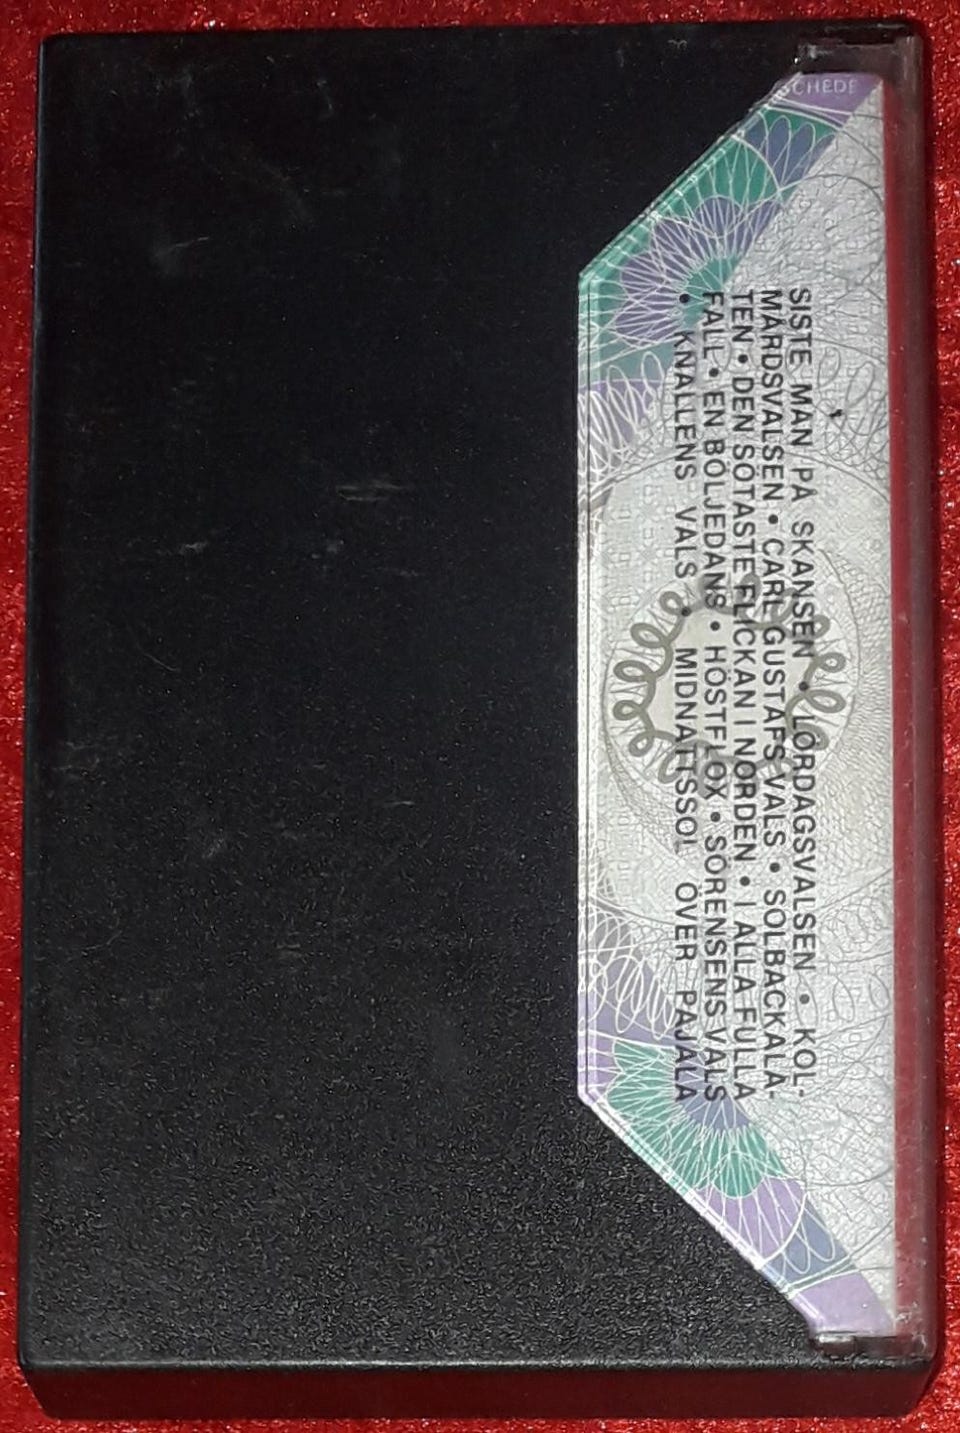 CHEDE
SISTE MAN PÅ SKANSEN • LÖRDAGSVALSEN • KOL-
MÅRDSVALSEN • CARL GUSTAFS VALS • SOLBACKALÅ-
TEN • DEN SÖTASTE FLICKAN I NORDEN • I ALLA FULLA
FALL • EN BÖLJEDANS • HÖSTFLOX • SÖRENSENS VALS
• KNALLENS VALS • MIDNATTSSOL ÖVER PAJALA